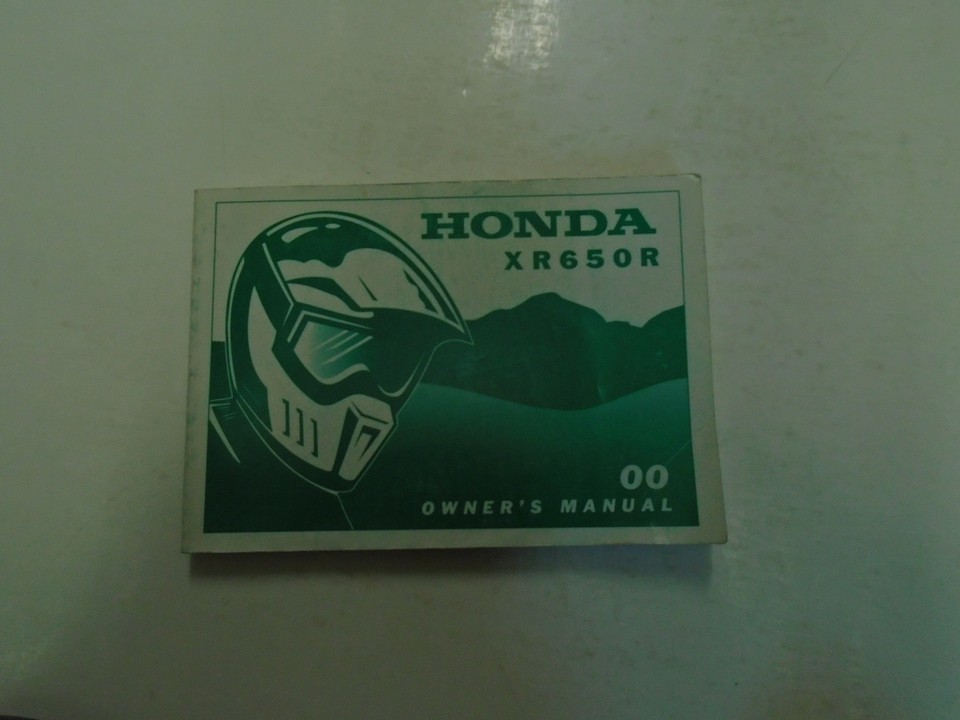 HONDA
XR650R
00
OWNER'S MANUAL